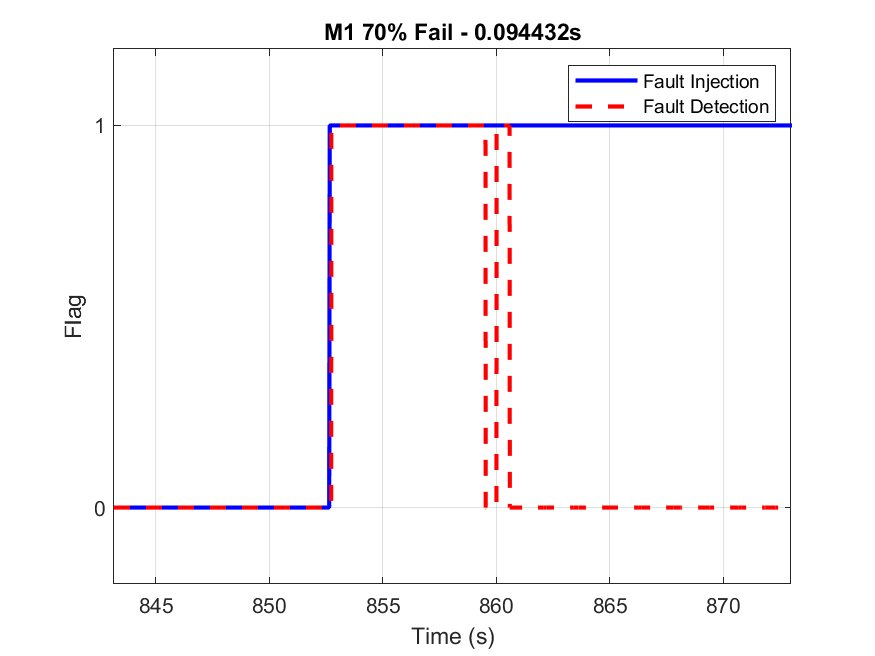 M1 70% Fail - 0.094432s
Fault Injection
Fault Detection
1
0
Flag
845 850 855 860 865 870
Time (s)